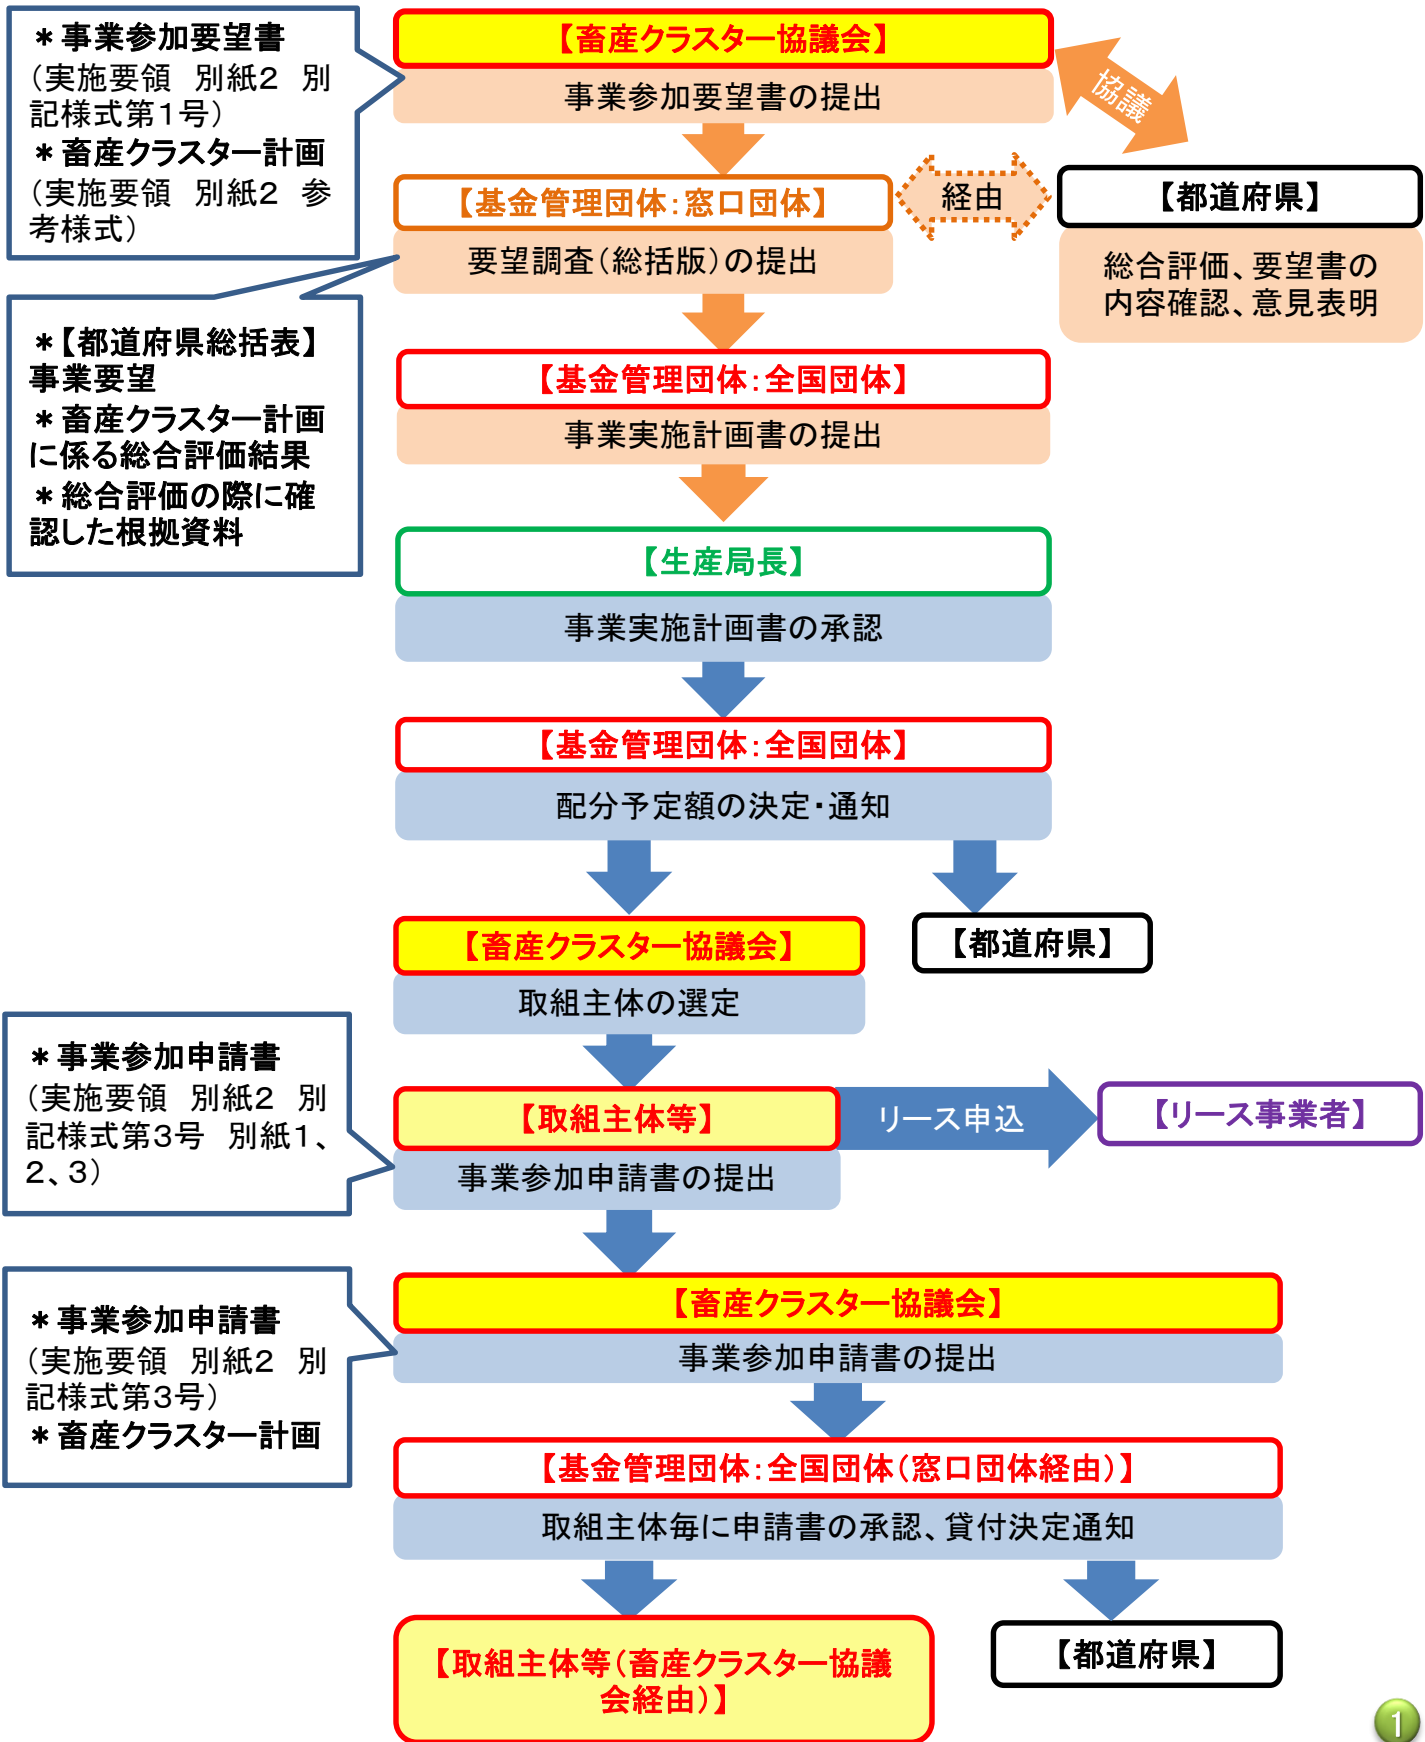 ＊事業参加要望書
（実施要領　別紙２　別
記様式第１号）
＊畜産クラスター計画
（実施要領　別紙２　参
考様式）
【畜産クラスター協議会】
事業参加要望書の提出
協議
【基金管理団体：窓口団体】
経由
【都道府県】
要望調査（総括版）の提出
総合評価、要望書の
内容確認、意見表明
＊【都道府県総括表】
事業要望
＊畜産クラスター計画
に係る総合評価結果
＊総合評価の際に確
認した根拠資料
【基金管理団体：全国団体】
事業実施計画書の提出
【生産局長】
事業実施計画書の承認
【基金管理団体：全国団体】
配分予定額の決定・通知
【畜産クラスター協議会】
【都道府県】
取組主体の選定
＊事業参加申請書
（実施要領　別紙２　別
記様式第３号　別紙１、
２、３）
【取組主体等】
リース申込
【リース事業者】
事業参加申請書の提出
＊事業参加申請書
（実施要領　別紙２　別
記様式第３号）
＊畜産クラスター計画
【畜産クラスター協議会】
事業参加申請書の提出
【基金管理団体：全国団体（窓口団体経由）】
取組主体毎に申請書の承認、貸付決定通知
【取組主体等（畜産クラスター協議
会経由）】
【都道府県】
1